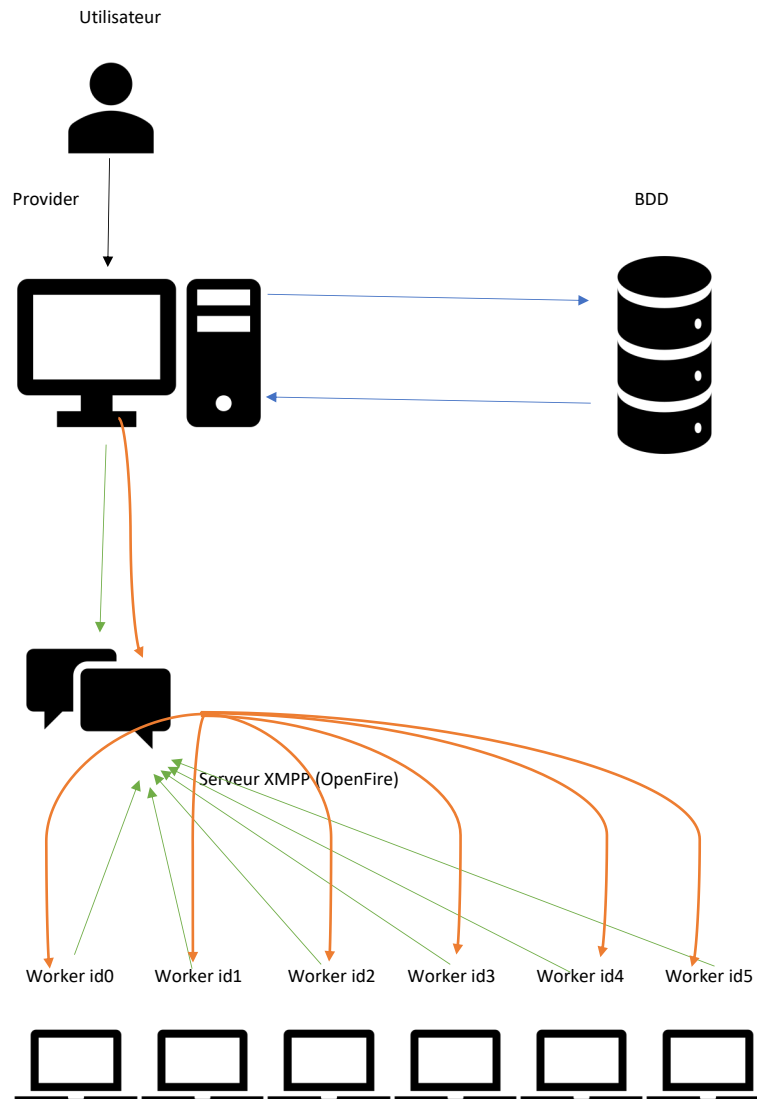 Utilisateur
Provider
BDD
Serveur XMPP (OpenFire)
Worker id0
Worker id1
Worker id2
Worker id3
Worker id4
Worker id5